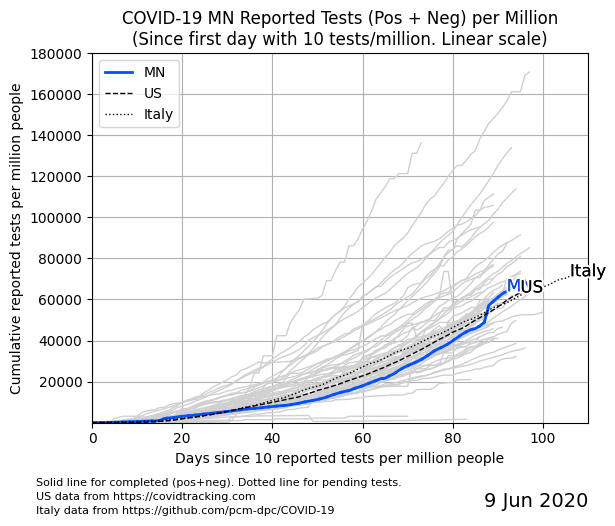 COVID-19 MN Reported Tests (Pos + Neg) per Million
(Since first day with 10 tests/million. Linear scale)
MN
US
Italy
Cumulative reported tests per million people
180000
160000
140000
120000
100000
80000
60000
40000
20000
Italy
MN
US
0
20
40
60
80
100
Days since 10 reported tests per million people
Solid line for completed (pos+neg). Dotted line for pending tests.
US data from https://covidtracking.com
Italy data from https://github.com/pcm-dpc/COVID-19
9 Jun 2020